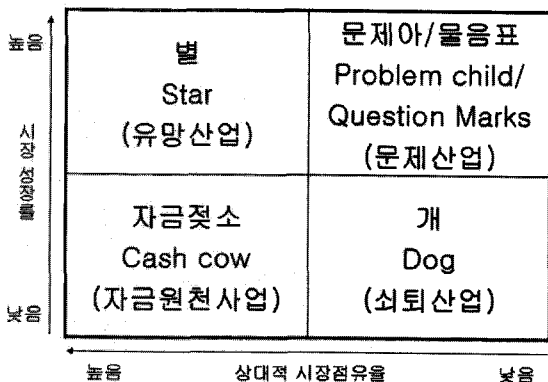 높음
시장 성장률
낮음
별
Star
(유망산업)
문제아/물음표
Problem child/
Question Marks
(문제산업)
자금젖소
Cash cow
(자금원천사업)
개
Dog
(쇠퇴산업)
높음
상대적 시장점유율
낮음